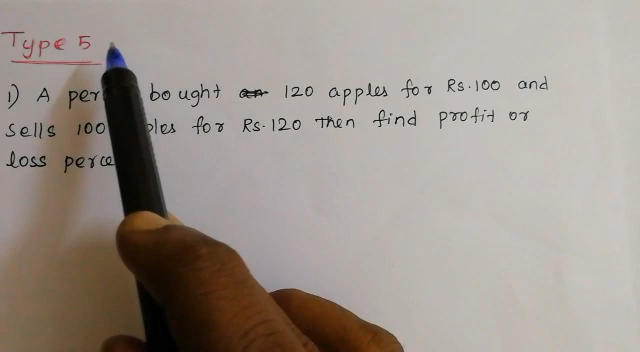 Type 5
1) A per bought an 120 apples for Rs.100 and
sells 100 ples for Rs.120 then find profit or
loss perce